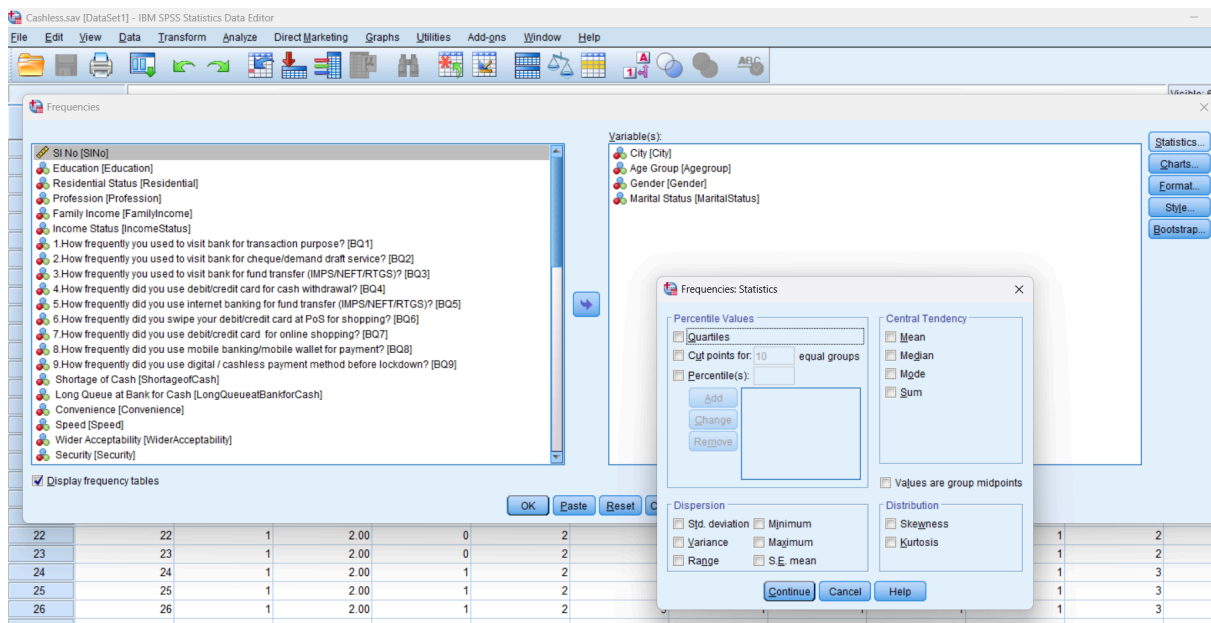 Cashless.sav [DataSet1] - IBM SPSS Statistics Data Editor
File Edit View Data Transform Analyze Direct Marketing Graphs Utilities Add-ons Window Help
A
1
ABC
Frequencies
SI No [SINo]
Education [Education]
Residential Status [Residential]
Profession [Profession]
Family Income [FamilyIncome]
Income Status [IncomeStatus]
1.How frequently you used to visit bank for transaction purpose? [BQ1]
2.How frequently you used to visit bank for cheque/demand draft service? [BQ2]
3.How frequently you used to visit bank for fund transfer (IMPS/NEFT/RTGS)? [BQ3]
4.How frequently did you use debit/credit card for cash withdrawal? [BQ4]
5.How frequently did you use internet banking for fund transfer (IMPS/NEFT/RTGS)? [BQ5]
6.How frequently did you swipe your debit/credit card at PoS for shopping? [BQ6]
7.How frequently did you use debit/credit card for online shopping? [BQ7]
8.How frequently did you use mobile banking/mobile wallet for payment? [BQ8]
9.How frequently did you use digital / cashless payment method before lockdown? [BQ9]
Shortage of Cash [ShortageofCash]
Long Queue at Bank for Cash [LongQueueatBankforCash]
Convenience [Convenience]
Speed [Speed]
Wider Acceptability [WiderAcceptability]
Security [Security]
Display frequency tables
Variable(s):
City [City]
Age Group [Agegroup]
Gender [Gender]
Marital Status [MaritalStatus]
Statistics...
Charts...
Format...
Style...
Bootstrap...
OK Paste Reset
Frequencies: Statistics
Percentile Values
Quartiles
Cut points for: 10 equal groups
Percentile(s):
Add
Change
Remove
Central Tendency
Mean
Median
Mode
Sum
Values are group midpoints
Dispersion
Std. deviation Minimum
Variance Maximum
Range S.E. mean
Distribution
Skewness
Kurtosis
Continue Cancel Help
22 22 1 2.00 0 2 1 2
23 23 1 2.00 0 2 1 2
24 24 1 2.00 1 2 1 3
25 25 1 2.00 1 2 1 3
26 26 1 2.00 1 2 1 3